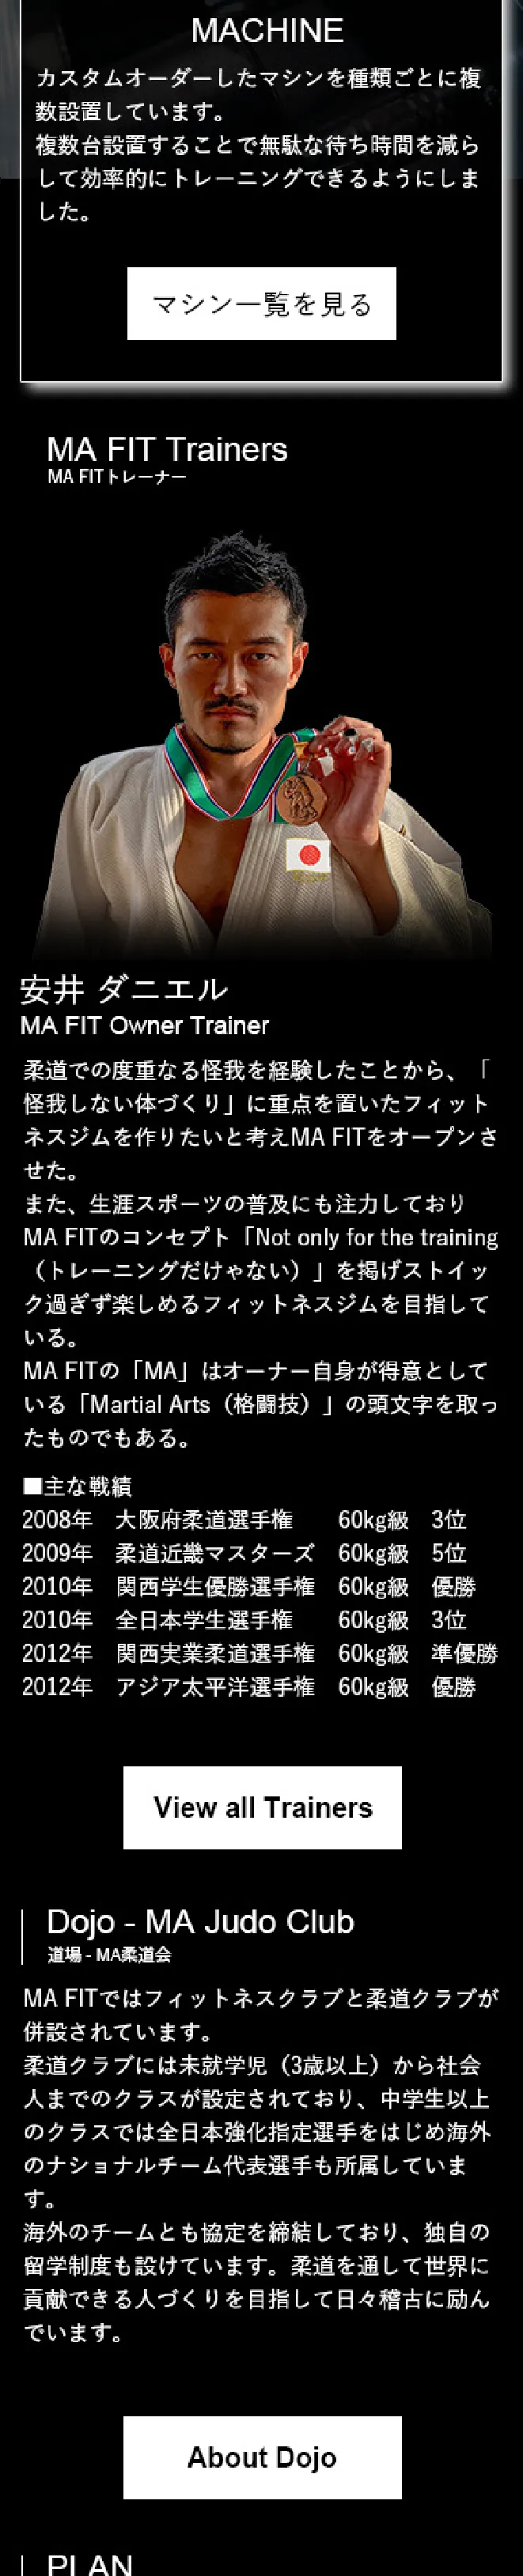 MACHINE
カスタムオーダーしたマシンを種類ごとに複
数設置しています。
複数台設置することで無駄な待ち時間を減ら
して効率的にトレーニングできるようにしま
した。
マシン一覧を見る
MA FIT Trainers
MA FITトレーナー
安井 ダニエル
MA FIT Owner Trainer
柔道での度重なる怪我を経験したことから、「
怪我しない体づくり」に重点を置いたフィット
ネスジムを作りたいと考えMA FITをオープンさ
せた。
また、生涯スポーツの普及にも注力しており
MA FITのコンセプト「Not only for the training
（トレーニングだけゃない）」を掲げストイッ
ク過ぎず楽しめるフィットネスジムを目指して
いる。
MA FITの「MA」はオーナー自身が得意として
いる「Martial Arts（格闘技）」の頭文字を取っ
たものでもある。
■主な戦績
2008年　大阪府柔道選手権　　60kg級　3位
2009年　柔道近畿マスターズ　60kg級　5位
2010年　関西学生優勝選手権　60kg級　優勝
2010年　全日本学生選手権　　60kg級　3位
2012年　関西実業柔道選手権　60kg級　準優勝
2012年　アジア太平洋選手権　60kg級　優勝
View all Trainers
Dojo - MA Judo Club
道場 - MA柔道会
MA FITではフィットネスクラブと柔道クラブが
併設されています。
柔道クラブには未就学児（3歳以上）から社会
人までのクラスが設定されており、中学生以上
のクラスでは全日本強化指定選手をはじめ海外
のナショナルチーム代表選手も所属していま
す。
海外のチームとも協定を締結しており、独自の
留学制度も設けています。柔道を通して世界に
貢献できる人づくりを目指して日々稽古に励ん
でいます。
About Dojo
PLAN